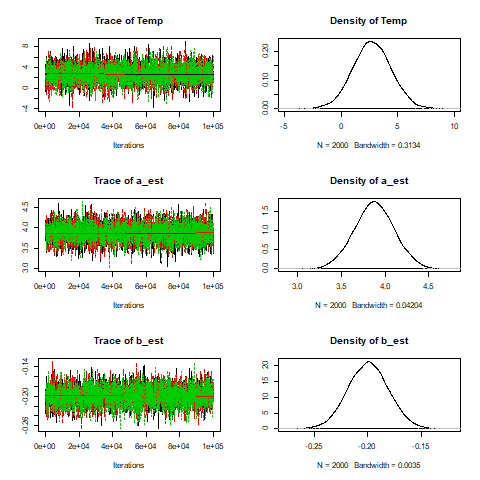 Trace of Temp
8
4
2
0
-4
0e+00 2e+04 4e+04 6e+04 8e+04 1e+05
Iterations
Density of Temp
0.20
0.10
0.00
-5 0 5 10
N = 2000 Bandwidth = 0.3134
Trace of a_est
4.5
4.0
3.5
3.0
0e+00 2e+04 4e+04 6e+04 8e+04 1e+05
Iterations
Density of a_est
1.5
1.0
0.5
0.0
3.0 3.5 4.0 4.5
N = 2000 Bandwidth = 0.04204
Trace of b_est
-0.14
-0.20
-0.26
0e+00 2e+04 4e+04 6e+04 8e+04 1e+05
Iterations
Density of b_est
20
15
10
5
0
-0.25 -0.20 -0.15
N = 2000 Bandwidth = 0.0035